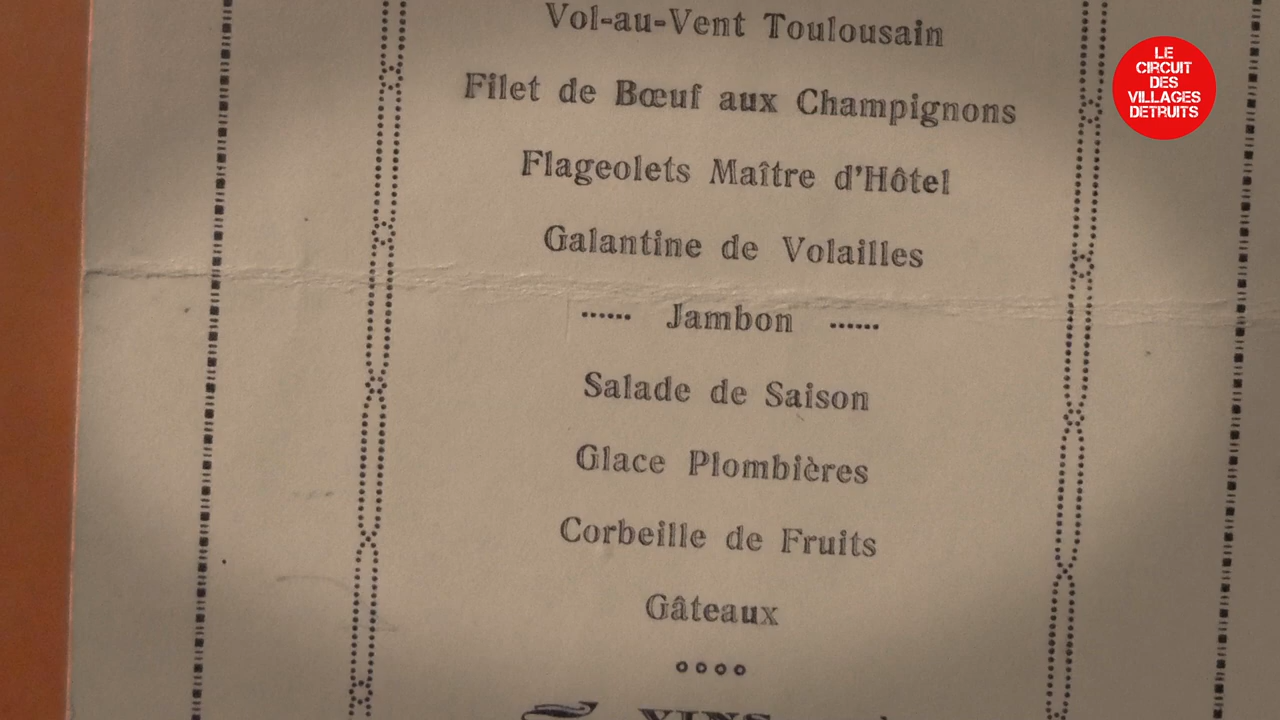 Vol-au-Vent Toulousain
Filet de Bœuf aux Champignons
Flageolets Maître d'Hôtel
Galantine de Volailles
Jambon
Salade de Saison
Glace Plombières
Corbeille de Fruits
Gâteaux
VINS
LE
CIRCUIT
DES
VILLAGES
DETRUITS